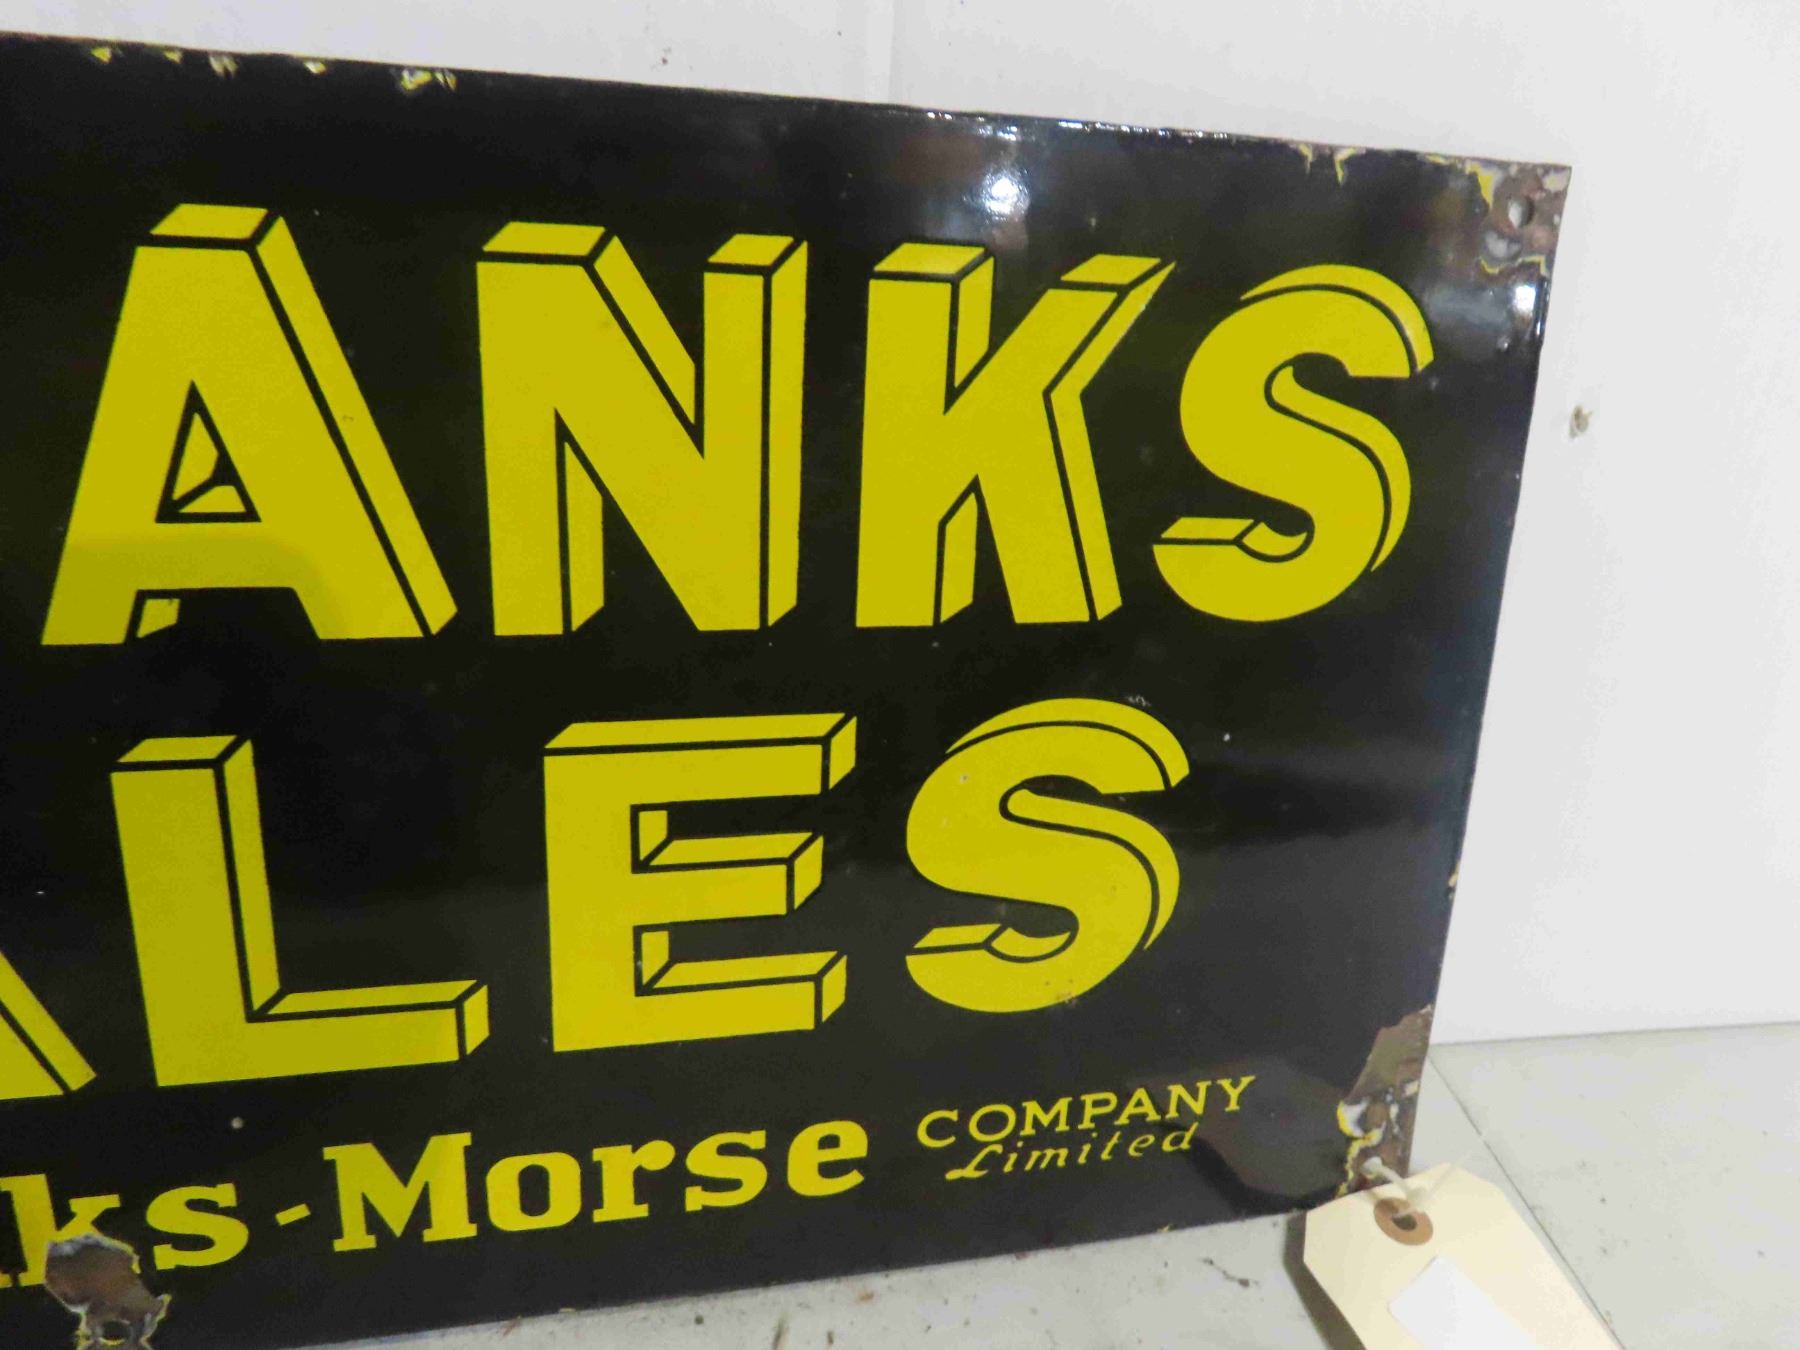 ANKS
ALES
ks-Morse COMPANY
Limited